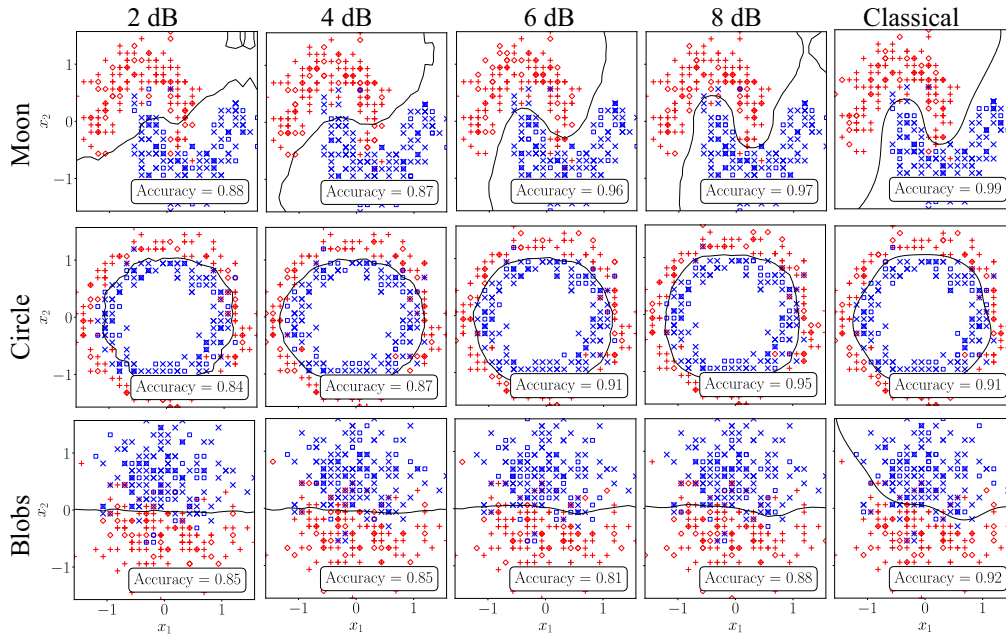 2 dB 4 dB 6 dB 8 dB Classical
Moon
x₂
1
0
−1
Accuracy = 0.88
Accuracy = 0.87
Accuracy = 0.96
Accuracy = 0.97
Accuracy = 0.99
Circle
x₂
1
0
−1
Accuracy = 0.84
Accuracy = 0.87
Accuracy = 0.91
Accuracy = 0.95
Accuracy = 0.91
Blobs
x₂
1
0
−1
Accuracy = 0.85
Accuracy = 0.85
Accuracy = 0.81
Accuracy = 0.88
Accuracy = 0.92
−1 0 1 −1 0 1 −1 0 1 −1 0 1 −1 0 1
x₁ x₁ x₁ x₁ x₁